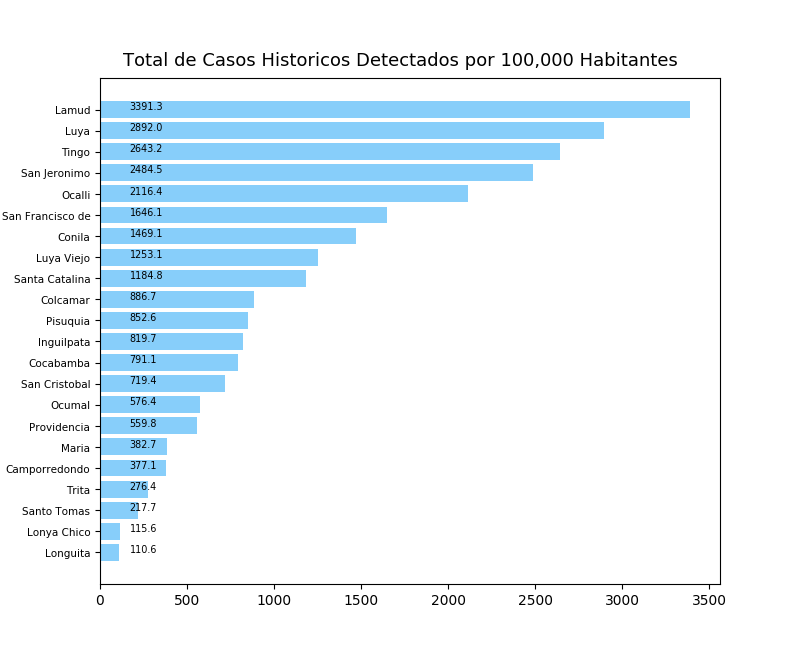 Total de Casos Historicos Detectados por 100,000 Habitantes
Lamud 3391.3
Luya 2892.0
Tingo 2643.2
San Jeronimo 2484.5
Ocalli 2116.4
San Francisco de 1646.1
Conila 1469.1
Luya Viejo 1253.1
Santa Catalina 1184.8
Colcamar 886.7
Pisuquia 852.6
Inguilpata 819.7
Cocabamba 791.1
San Cristobal 719.4
Ocumal 576.4
Providencia 559.8
Maria 382.7
Camporredondo 377.1
Trita 276.4
Santo Tomas 217.7
Lonya Chico 115.6
Longuita 110.6
0 500 1000 1500 2000 2500 3000 3500